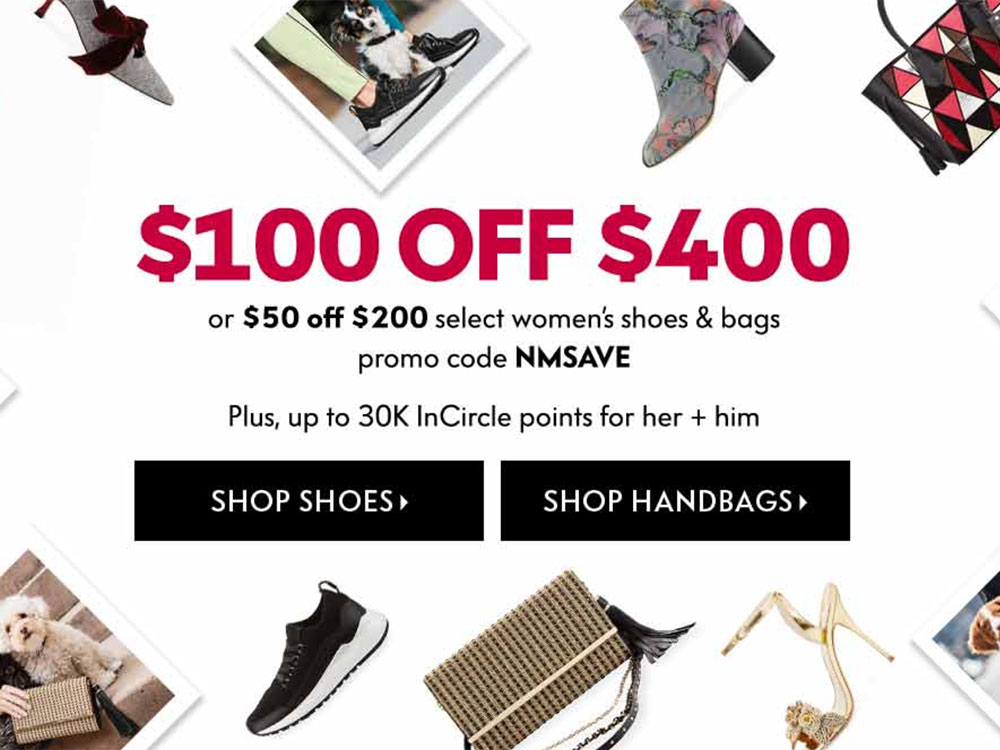 $100 OFF $400
or $50 off $200 select women's shoes & bags
promo code NMSAVE
Plus, up to 30K InCircle points for her + him
SHOP SHOES
SHOP HANDBAGS